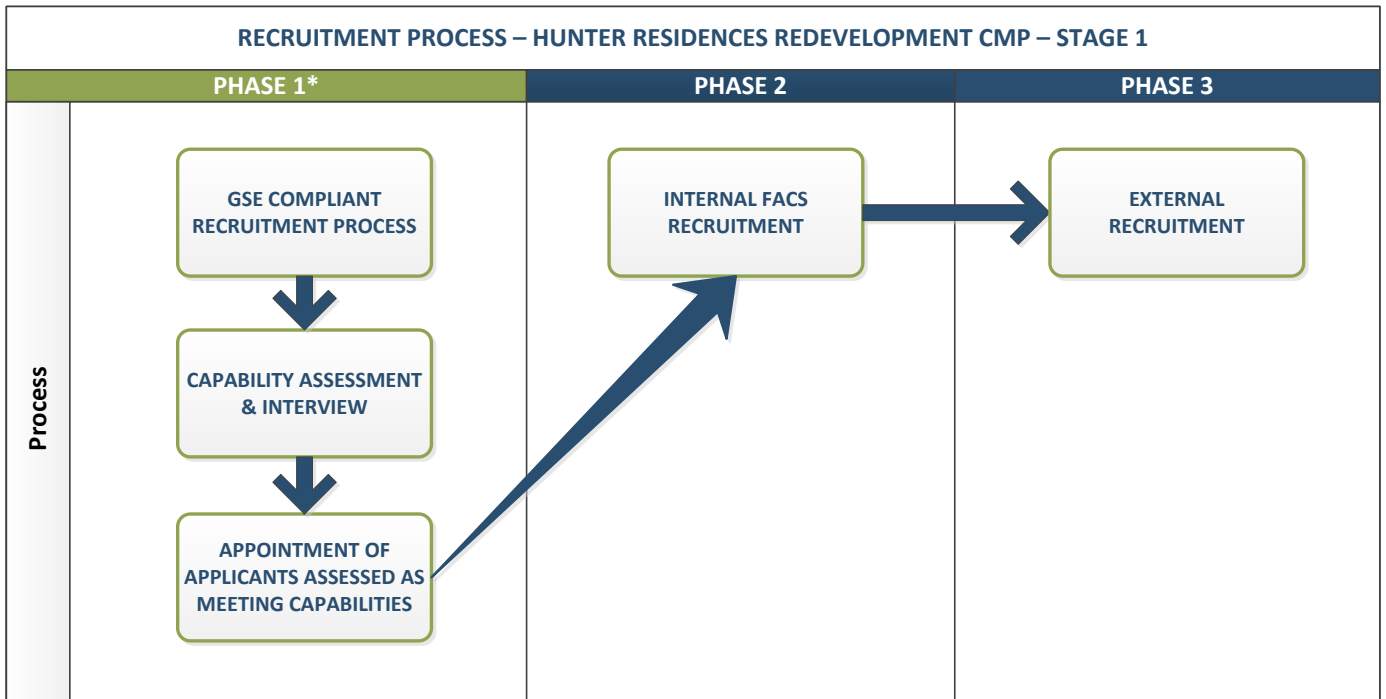 RECRUITMENT PROCESS – HUNTER RESIDENCES REDEVELOPMENT CMP – STAGE 1
PHASE 1*
PHASE 2
PHASE 3
Process
GSE COMPLIANT
RECRUITMENT PROCESS
CAPABILITY ASSESSMENT
& INTERVIEW
APPOINTMENT OF
APPLICANTS ASSESSED AS
MEETING CAPABILITIES
INTERNAL FACS
RECRUITMENT
EXTERNAL
RECRUITMENT